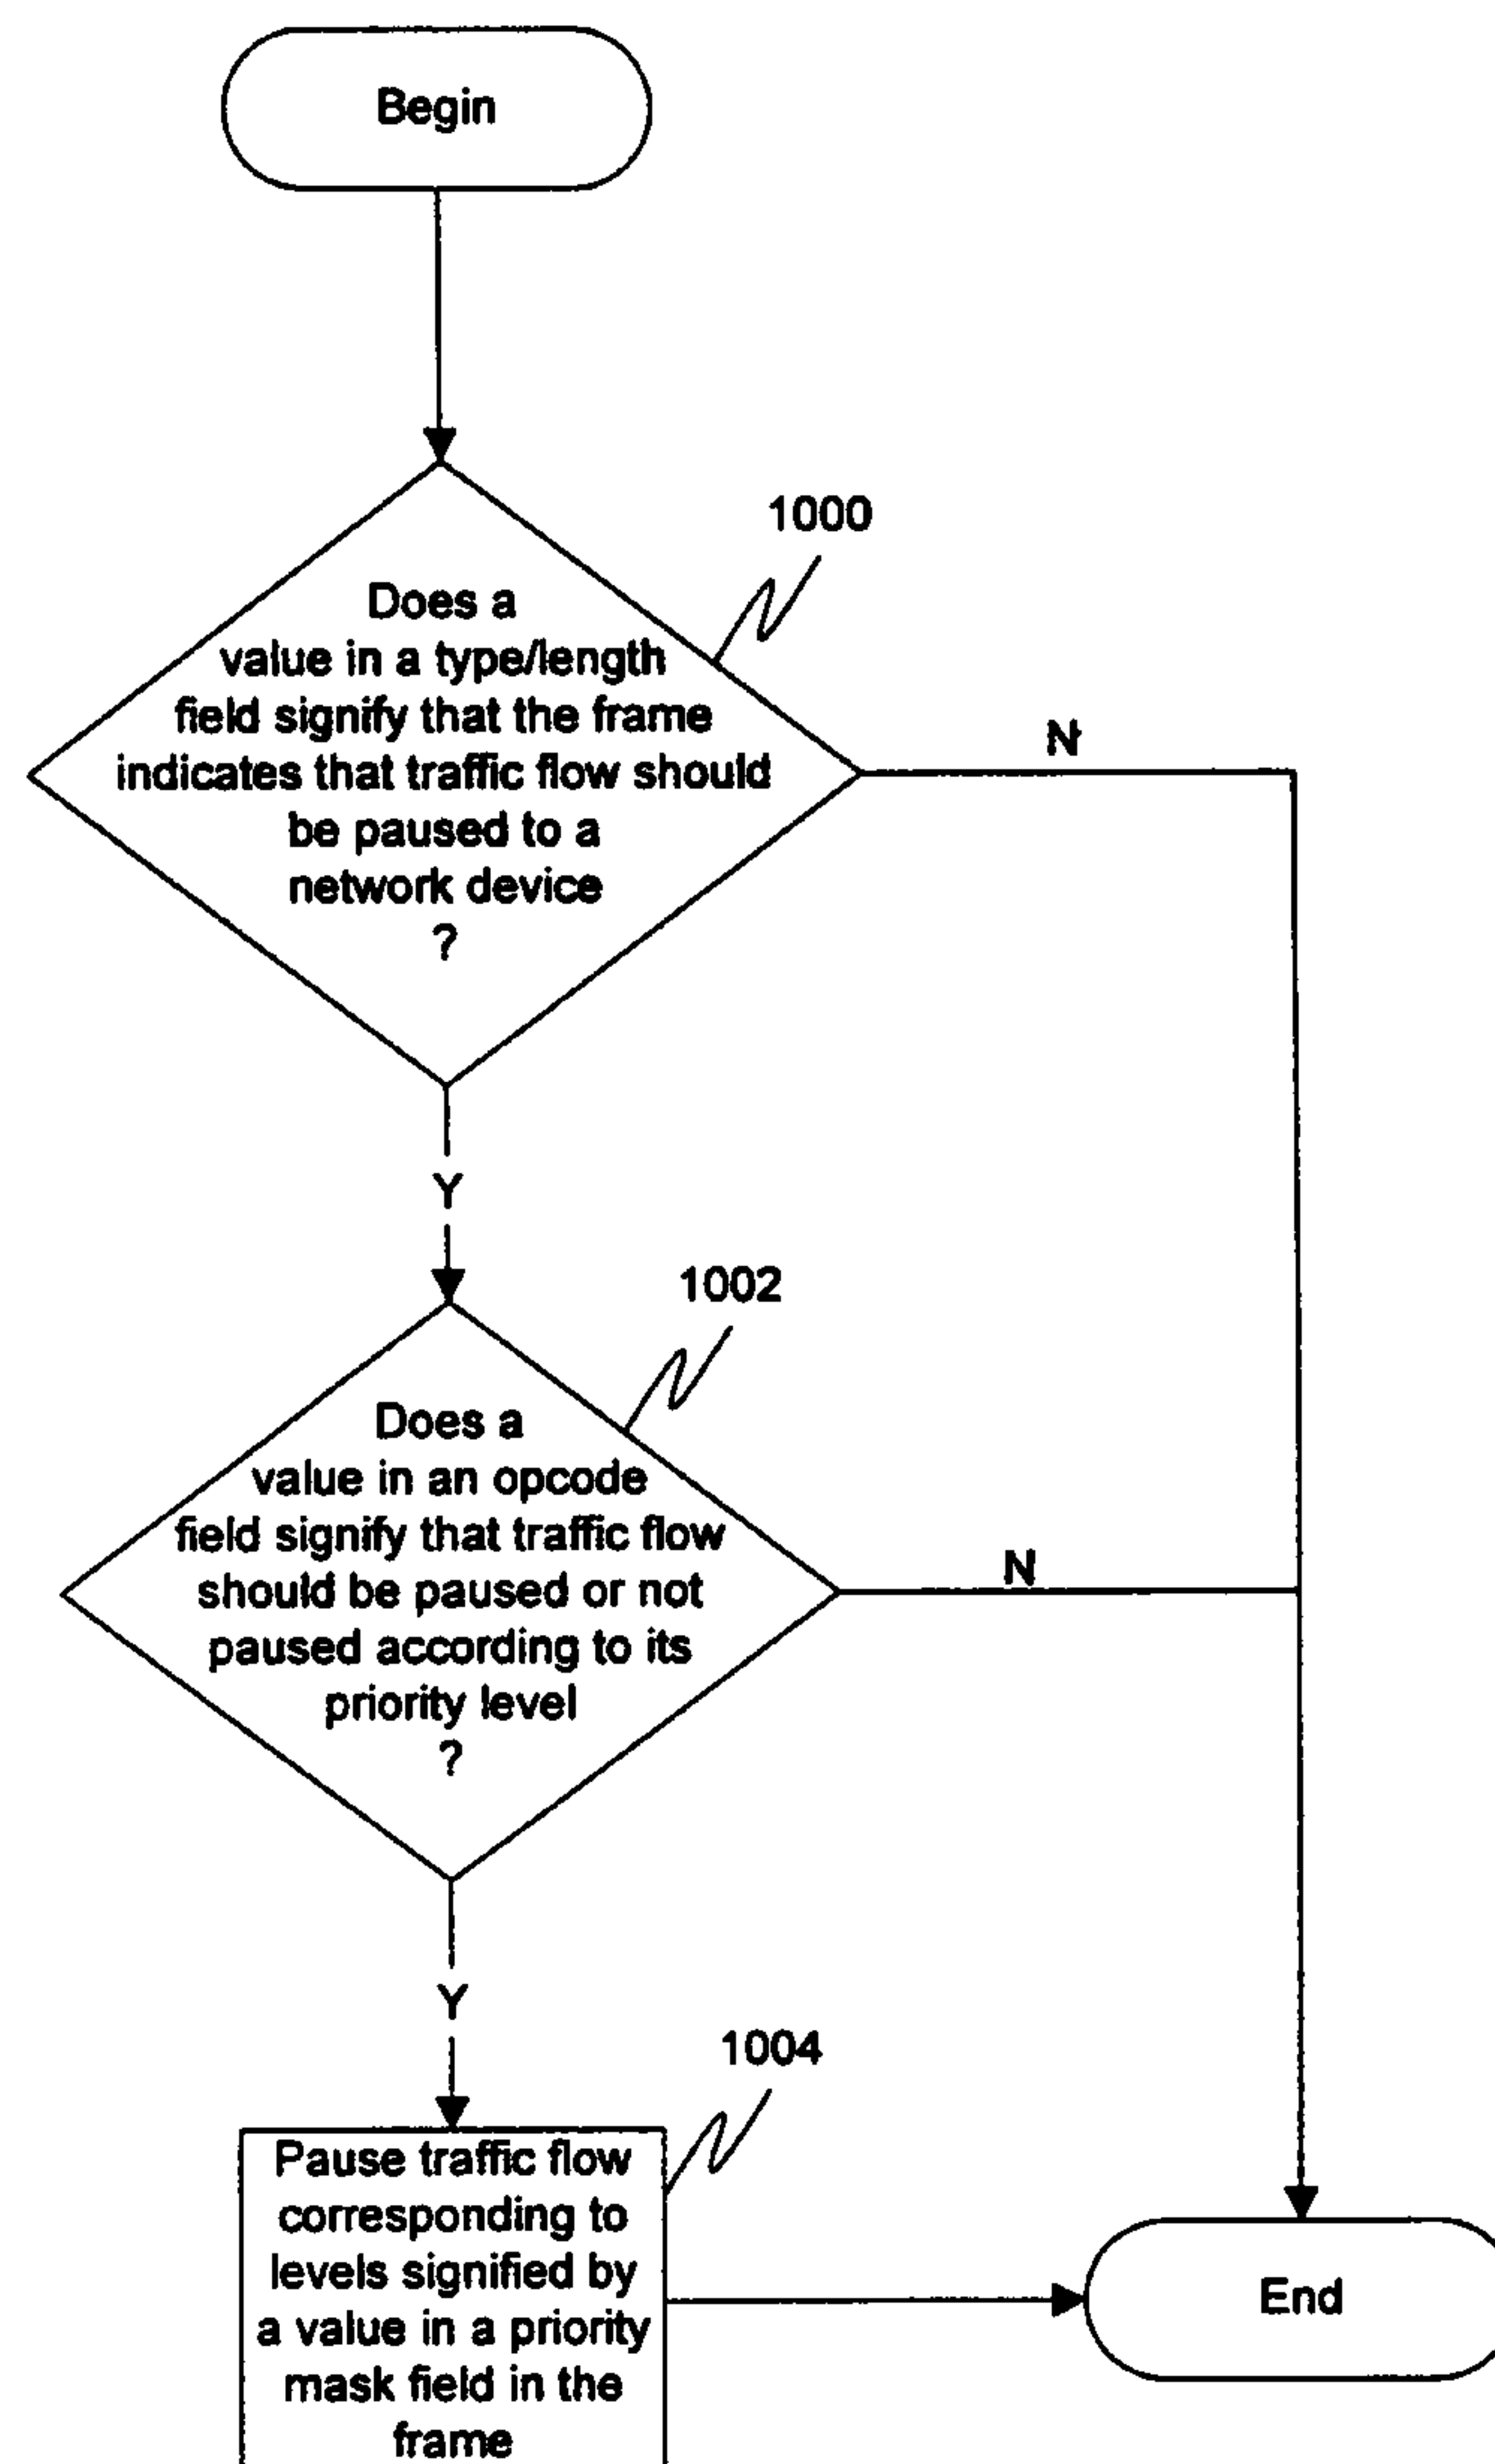 Begin
1000
Does a
value in a type/length
field signify that the frame
indicates that traffic flow should
be paused to a
network device
?
N
Y
1002
Does a
value in an opcode
field signify that traffic flow
should be paused or not
paused according to its
priority level
?
N
Y
1004
Pause traffic flow
corresponding to
levels signified by
a value in a priority
mask field in the
frame
End